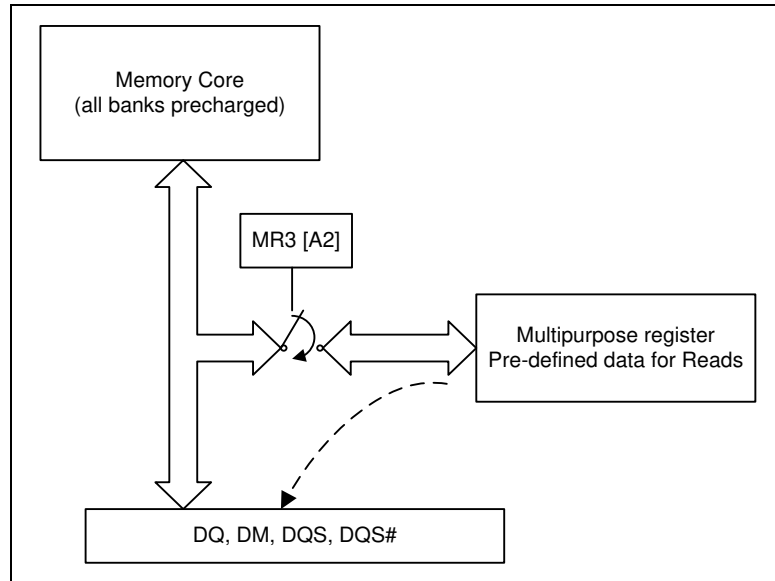 Memory Core
(all banks precharged)
MR3 [A2]
Multipurpose register
Pre-defined data for Reads
DQ, DM, DQS, DQS#